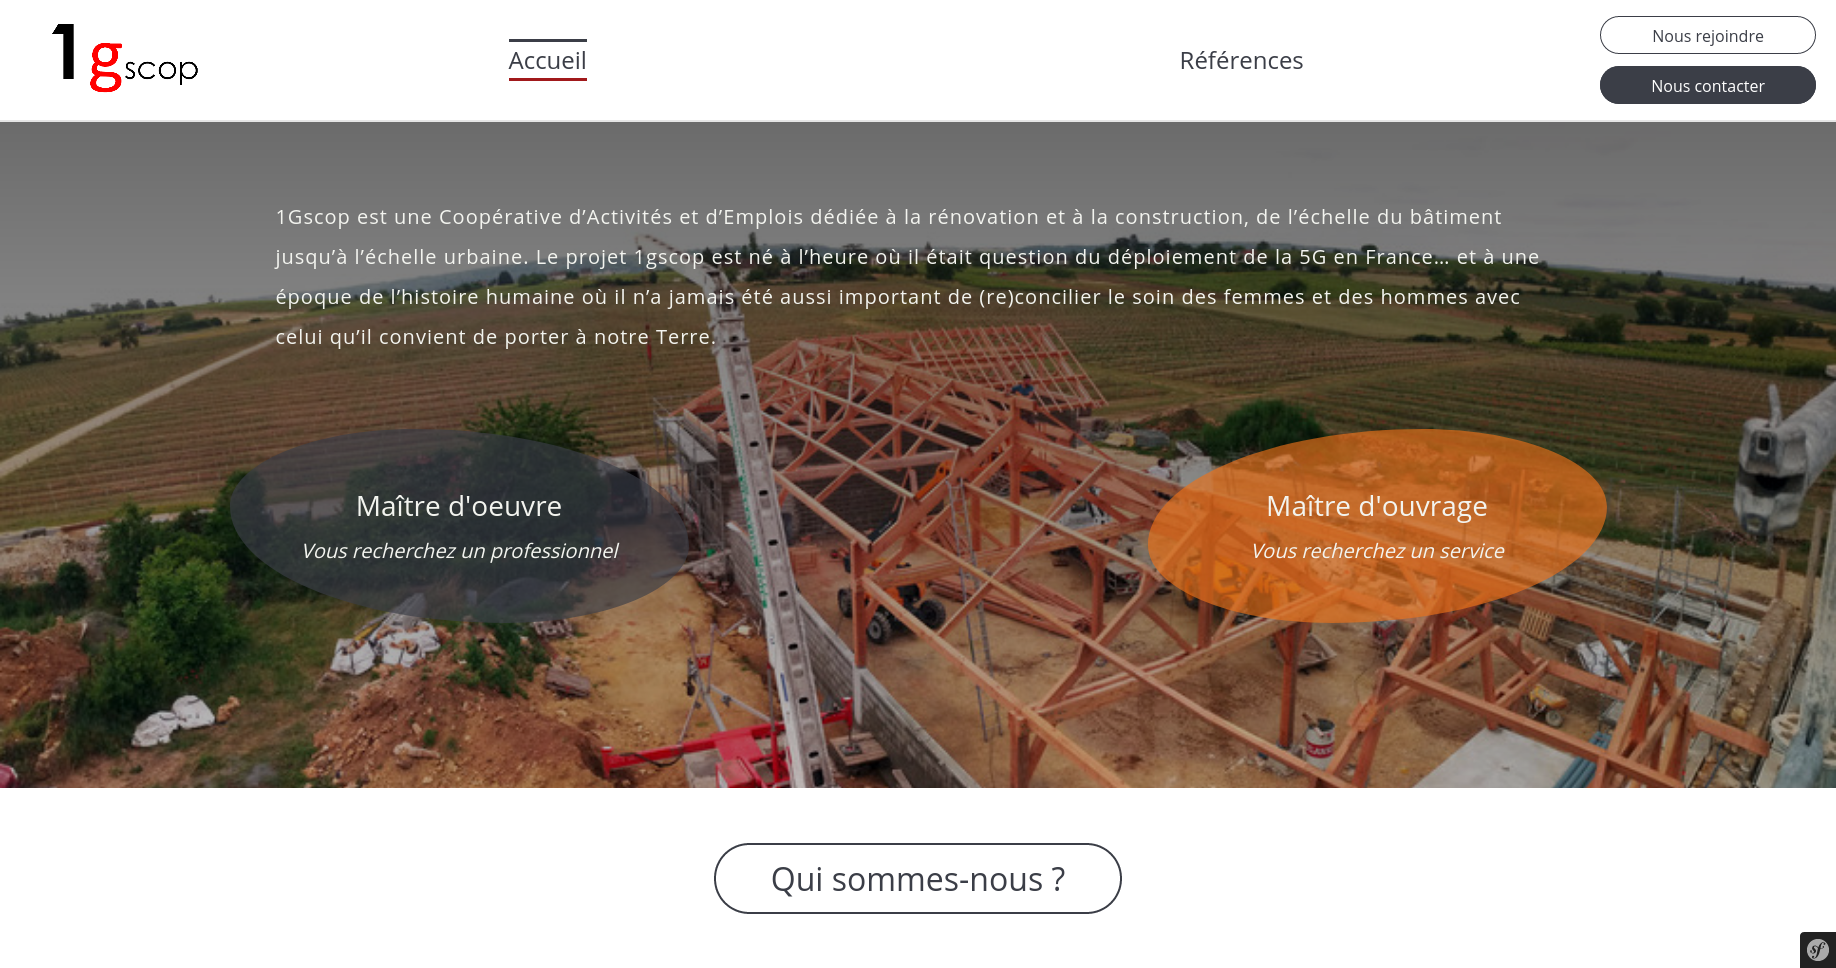 1gscop
Accueil
Références
Nous rejoindre
Nous contacter
1Gscop est une Coopérative d’Activités et d’Emplois dédiée à la rénovation et à la construction, de l’échelle du bâtiment
jusqu’à l’échelle urbaine. Le projet 1gscop est né à l’heure où il était question du déploiement de la 5G en France… et à une
époque de l’histoire humaine où il n’a jamais été aussi important de (re)concilier le soin des femmes et des hommes avec
celui qu’il convient de porter à notre Terre.
Maître d'oeuvre
Vous recherchez un professionnel
Maître d'ouvrage
Vous recherchez un service
Qui sommes-nous ?
sf